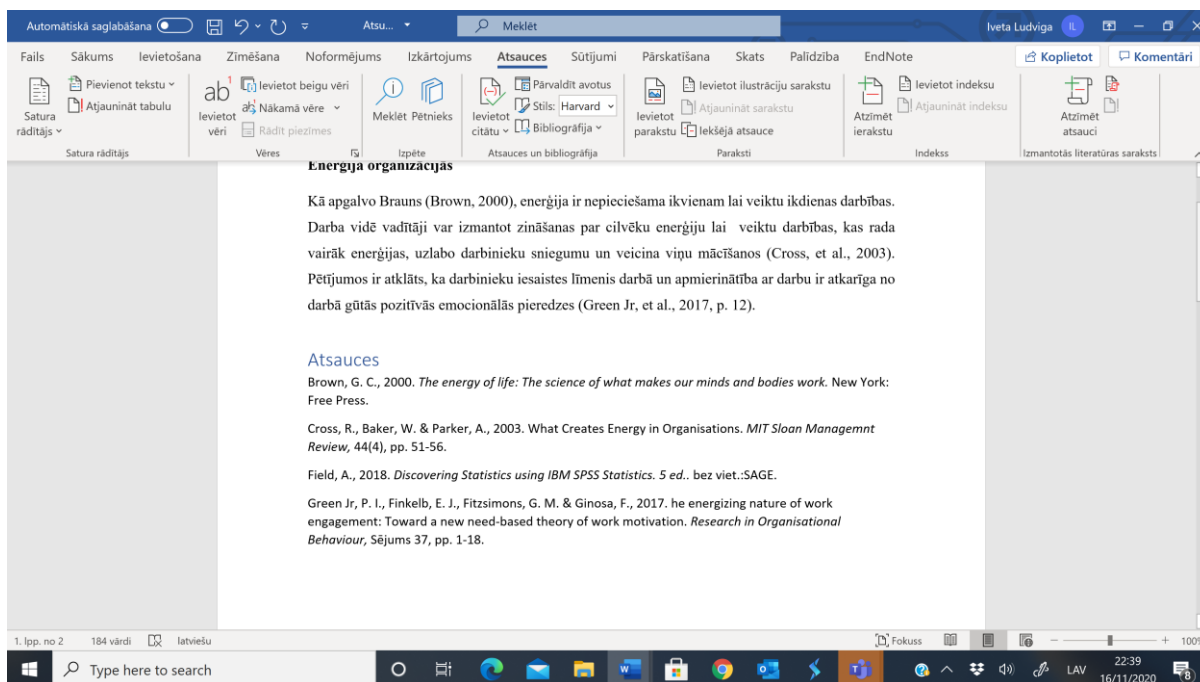 Automātiskā saglabāšana
Atsu...
Meklēt
Iveta Ludviga
IL
Fails Sākums Ievietošana Zīmēšana Noformējums Izkārtojums Atsauces Sūtījumi Pārskatīšana Skats Palīdzība EndNote Koplietot Komentāri
Satura rādītājs
Pievienot tekstu
Atjaunināt tabulu
Satura rādītājs
ab1
Ievietot vēri
Ievietot beigu vēri
Nākamā vēre
Rādīt piezīmes
Vēres
Meklēt Pētnieks
Izpēte
Ievietot citātu
Pārvaldīt avotus
Stils: Harvard
Bibliogrāfija
Atsauces un bibliogrāfija
Ievietot parakstu
Ievietot ilustrāciju sarakstu
Atjaunināt sarakstu
Iekšējā atsauce
Paraksti
Atzīmēt ierakstu
Ievietot indeksu
Atjaunināt indeksu
Indekss
Atzīmēt atsauci
Izmantotās literatūras saraksts
Enerģija organizācijās
Kā apgalvo Brauns (Brown, 2000), enerģija ir nepieciešama ikvienam lai veiktu ikdienas darbības.
Darba vidē vadītāji var izmantot zināšanas par cilvēku enerģiju lai veiktu darbības, kas rada
vairāk enerģijas, uzlabo darbinieku sniegumu un veicina viņu mācīšanos (Cross, et al., 2003).
Pētījumos ir atklāts, ka darbinieku iesaistes līmenis darbā un apmierinātība ar darbu ir atkarīga no
darbā gūtās pozitīvās emocionālās pieredzes (Green Jr, et al., 2017, p. 12).
Atsauces
Brown, G. C., 2000. The energy of life: The science of what makes our minds and bodies work. New York:
Free Press.
Cross, R., Baker, W. & Parker, A., 2003. What Creates Energy in Organisations. MIT Sloan Managemnt
Review, 44(4), pp. 51-56.
Field, A., 2018. Discovering Statistics using IBM SPSS Statistics. 5 ed.. bez viet.:SAGE.
Green Jr, P. I., Finkelb, E. J., Fitzsimons, G. M. & Ginosa, F., 2017. he energizing nature of work
engagement: Toward a new need-based theory of work motivation. Research in Organisational
Behaviour, Sējums 37, pp. 1-18.
1. lpp. no 2 184 vārdi latviešu Fokuss 100%
Type here to search LAV 22:39
16/11/2020
8